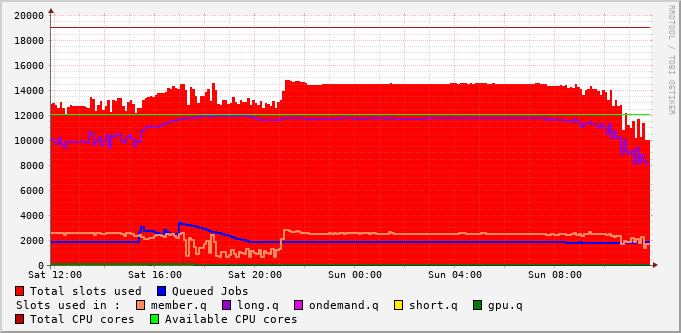 20000
18000
16000
14000
12000
10000
8000
6000
4000
2000
0
Sat 12:00 Sat 16:00 Sat 20:00 Sun 00:00 Sun 04:00 Sun 08:00
Total slots used Queued Jobs
Slots used in : member.q long.q ondemand.q short.q gpu.q
Total CPU cores Available CPU cores
RRDTOOL / TOBI OETIKER